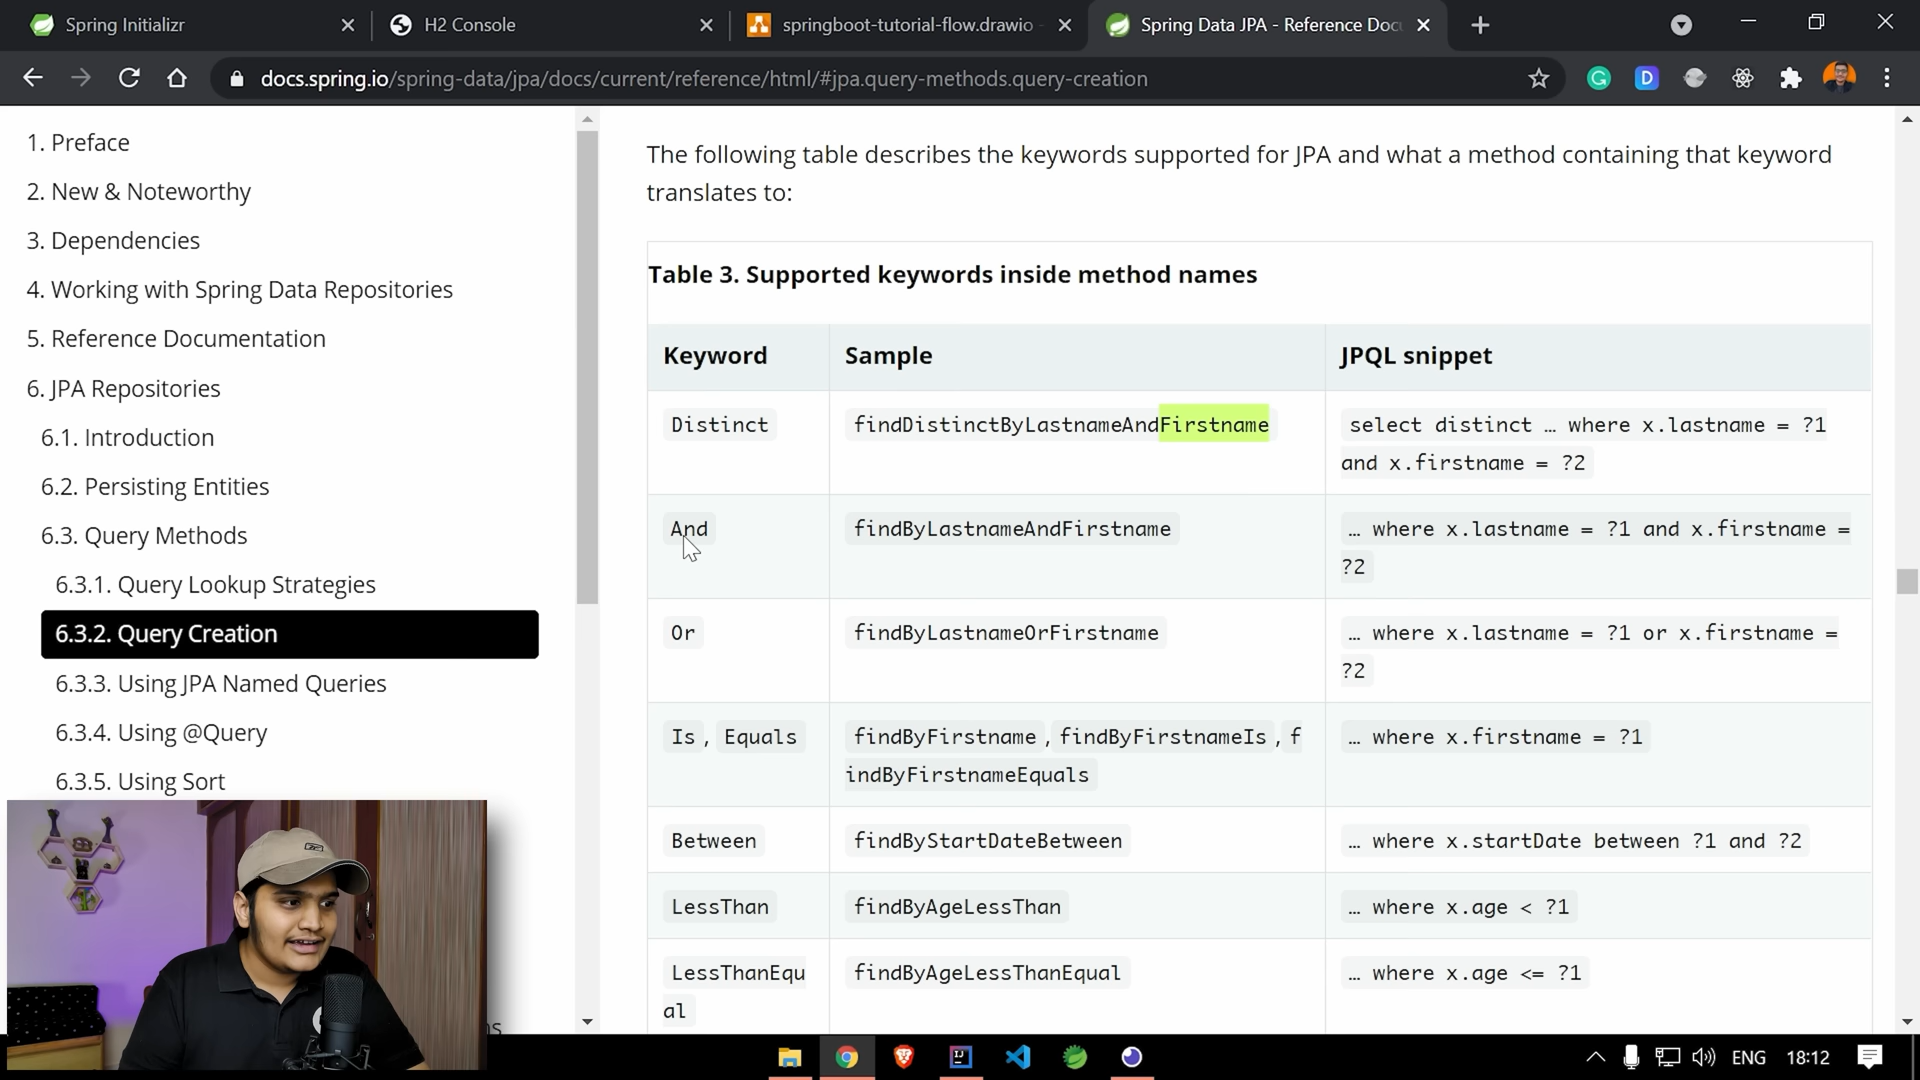 Spring Initializr
H2 Console
springboot-tutorial-flow.drawio -
Spring Data JPA - Reference Doc
docs.spring.io/spring-data/jpa/docs/current/reference/html/#jpa.query-methods.query-creation
1. Preface
2. New & Noteworthy
3. Dependencies
4. Working with Spring Data Repositories
5. Reference Documentation
6. JPA Repositories
6.1. Introduction
6.2. Persisting Entities
6.3. Query Methods
6.3.1. Query Lookup Strategies
6.3.2. Query Creation
6.3.3. Using JPA Named Queries
6.3.4. Using @Query
6.3.5. Using Sort
The following table describes the keywords supported for JPA and what a method containing that keyword
translates to:
Table 3. Supported keywords inside method names
Keyword Sample JPQL snippet
Distinct findDistinctByLastnameAndFirstname select distinct … where x.lastname = ?1
and x.firstname = ?2
And findByLastnameAndFirstname … where x.lastname = ?1 and x.firstname =
?2
Or findByLastnameOrFirstname … where x.lastname = ?1 or x.firstname =
?2
Is, Equals findByFirstname, findByFirstnameIs, f … where x.firstname = ?1
indByFirstnameEquals
Between findByStartDateBetween … where x.startDate between ?1 and ?2
LessThan findByAgeLessThan … where x.age < ?1
LessThanEqu findByAgeLessThanEqual … where x.age <= ?1
al
ENG 18:12